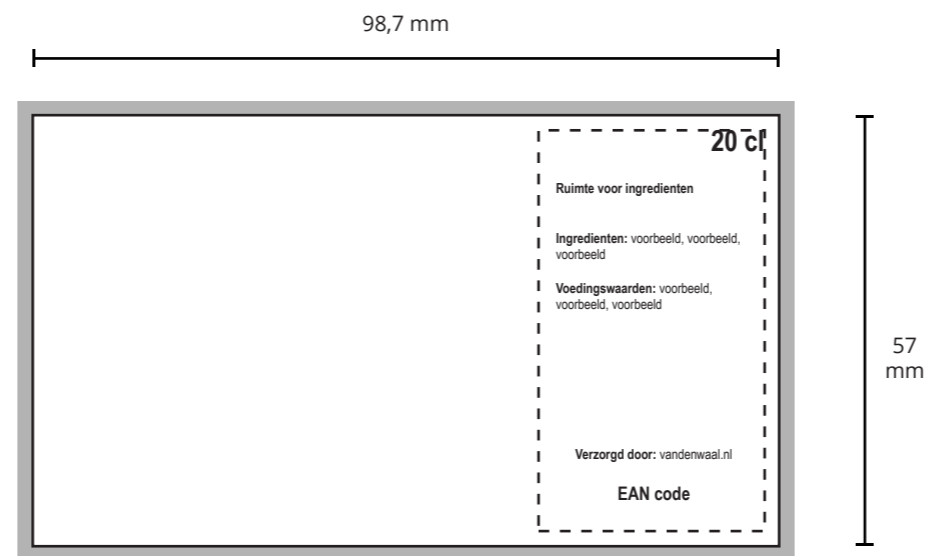 98,7 mm
20 cl
Ruimte voor ingredienten
Ingredienten: voorbeeld, voorbeeld,
voorbeeld
Voedingswaarden: voorbeeld,
voorbeeld, voorbeeld
57
mm
Verzorgd door: vandenwaal.nl
EAN code